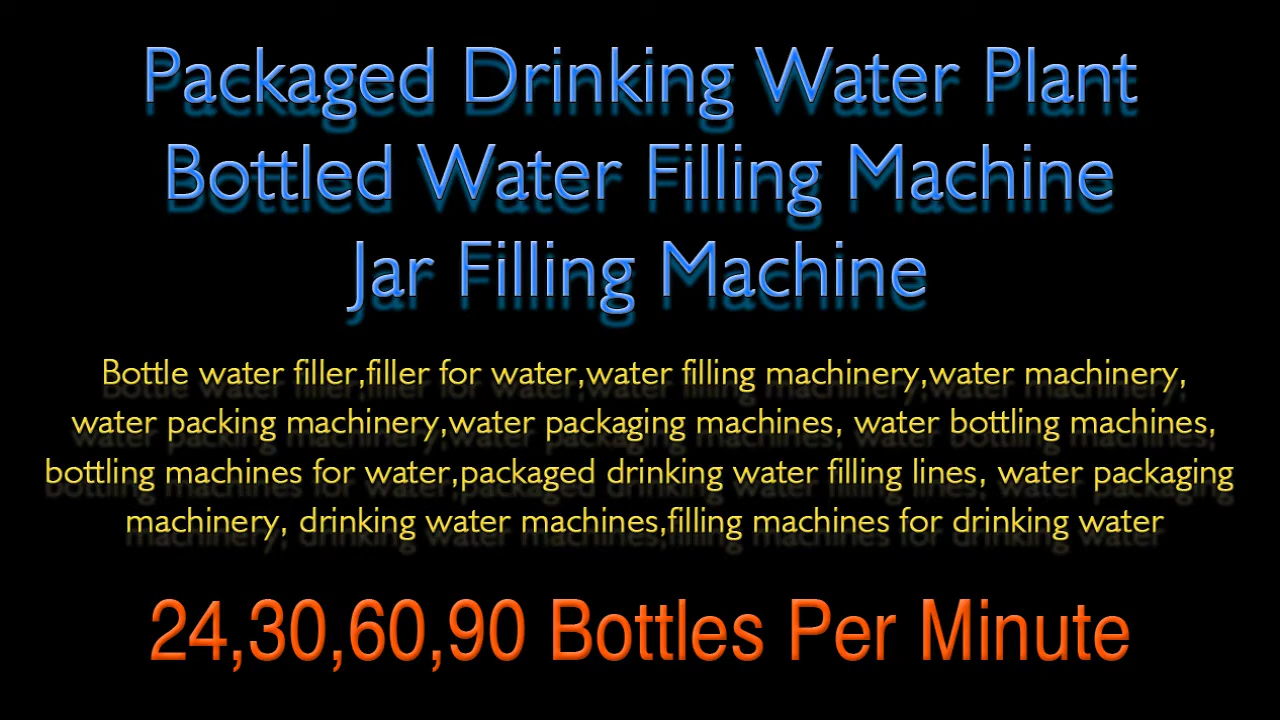 Packaged Drinking Water Plant
Bottled Water Filling Machine
Jar Filling Machine
Bottle water filler,filler for water,water filling machinery,water machinery,
water packing machinery,water packaging machines, water bottling machines,
bottling machines for water,packaged drinking water filling lines, water packaging
machinery, drinking water machines,filling machines for drinking water
24,30,60,90 Bottles Per Minute